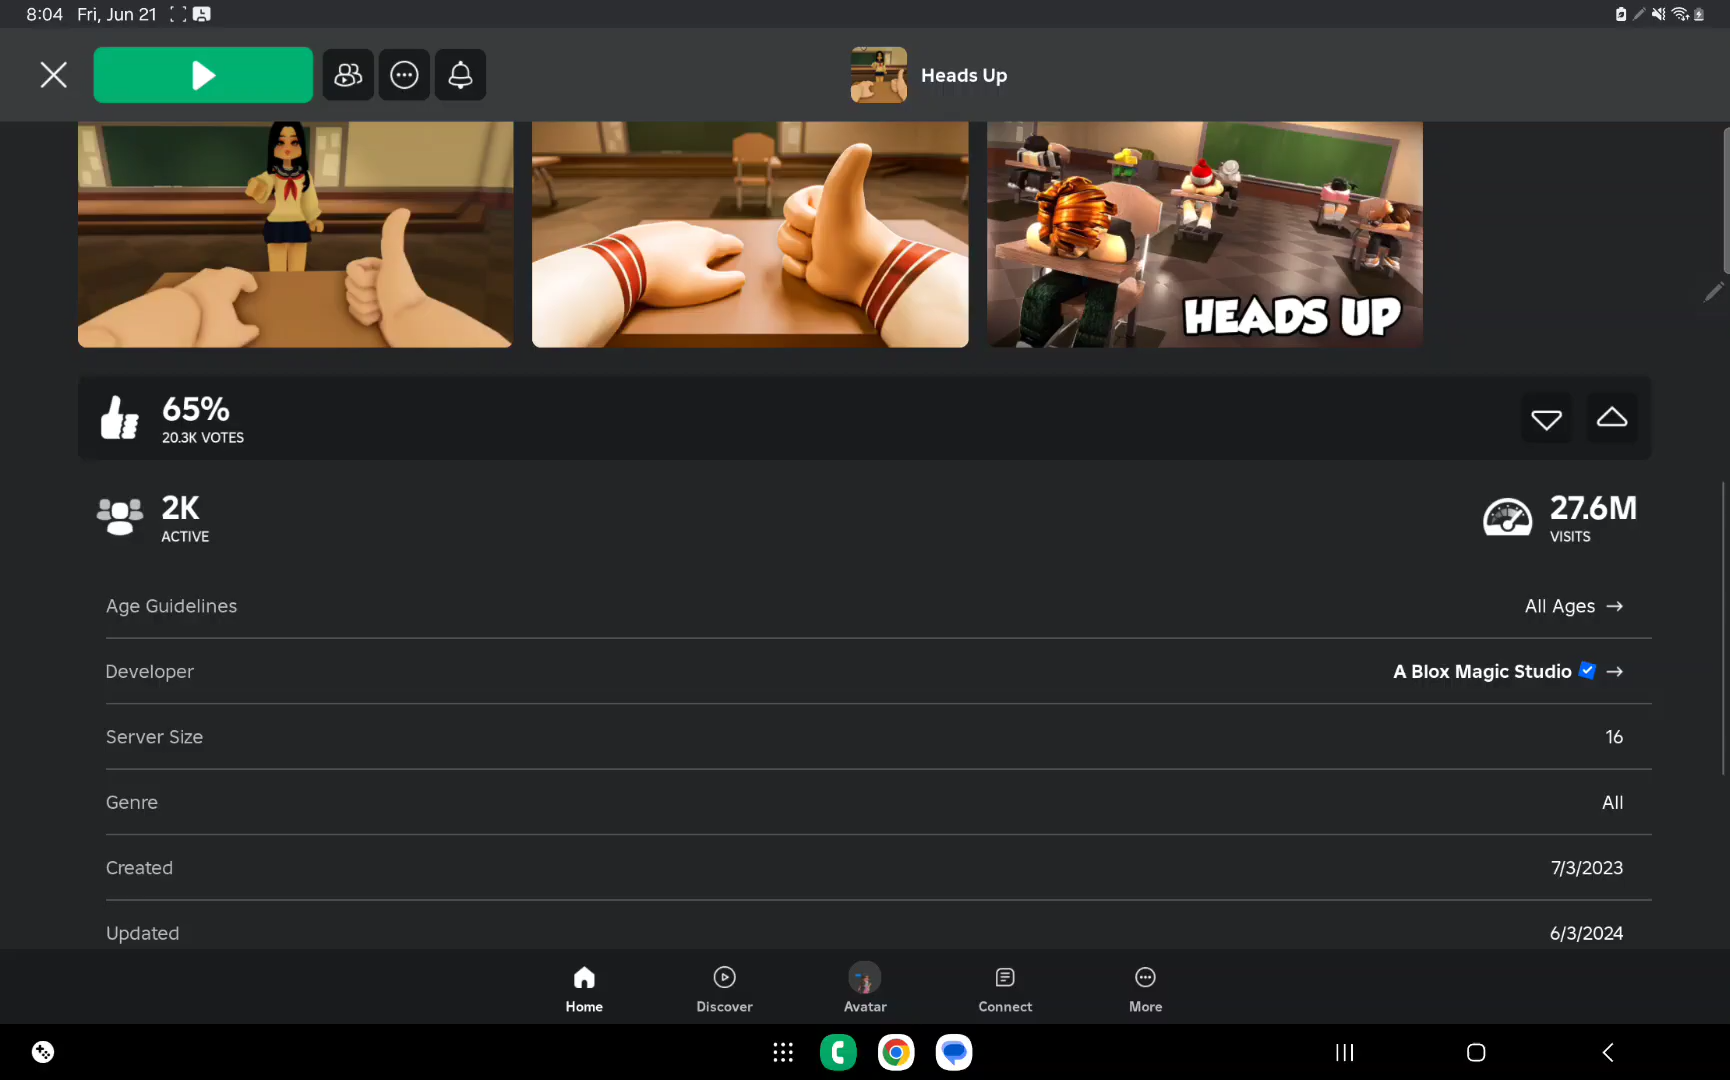 8:04 Fri, Jun 21
Heads Up
HEADS UP
65%
20.3K VOTES
2K
ACTIVE
27.6M
VISITS
Age Guidelines All Ages →
Developer A Blox Magic Studio →
Server Size 16
Genre All
Created 7/3/2023
Updated 6/3/2024
Home Discover Avatar Connect More